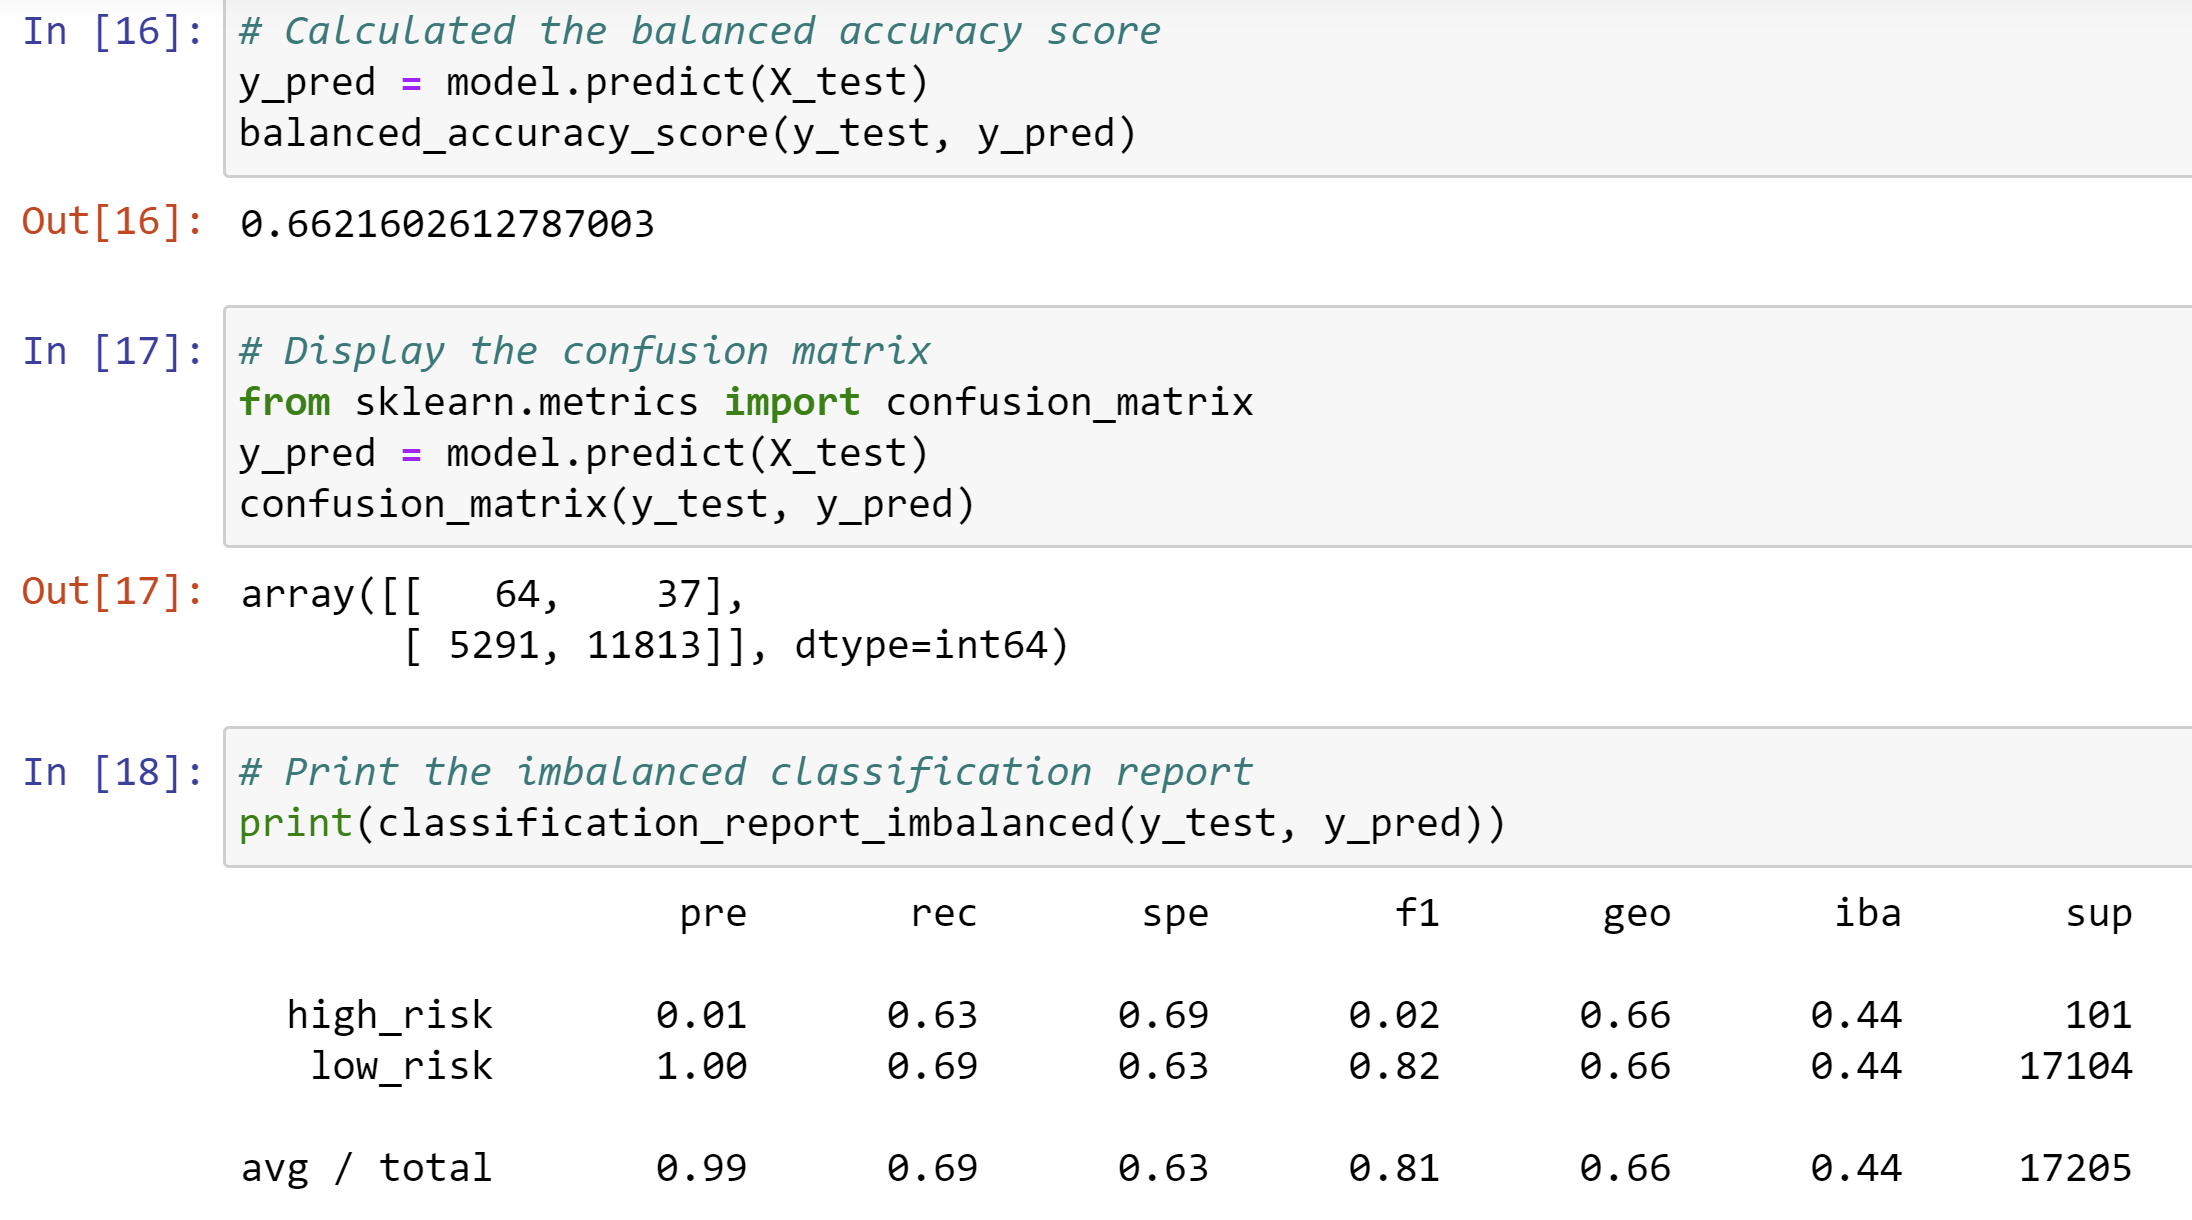 In [16]: # Calculated the balanced accuracy score
y_pred = model.predict(X_test)
balanced_accuracy_score(y_test, y_pred)
Out[16]: 0.6621602612787003
In [17]: # Display the confusion matrix
from sklearn.metrics import confusion_matrix
y_pred = model.predict(X_test)
confusion_matrix(y_test, y_pred)
Out[17]: array([[   64,    37],
       [ 5291, 11813]], dtype=int64)
In [18]: # Print the imbalanced classification report
print(classification_report_imbalanced(y_test, y_pred))
                   pre       rec       spe        f1       geo       iba       sup
  high_risk       0.01      0.63      0.69      0.02      0.66      0.44       101
   low_risk       1.00      0.69      0.63      0.82      0.66      0.44     17104
avg / total       0.99      0.69      0.63      0.81      0.66      0.44     17205